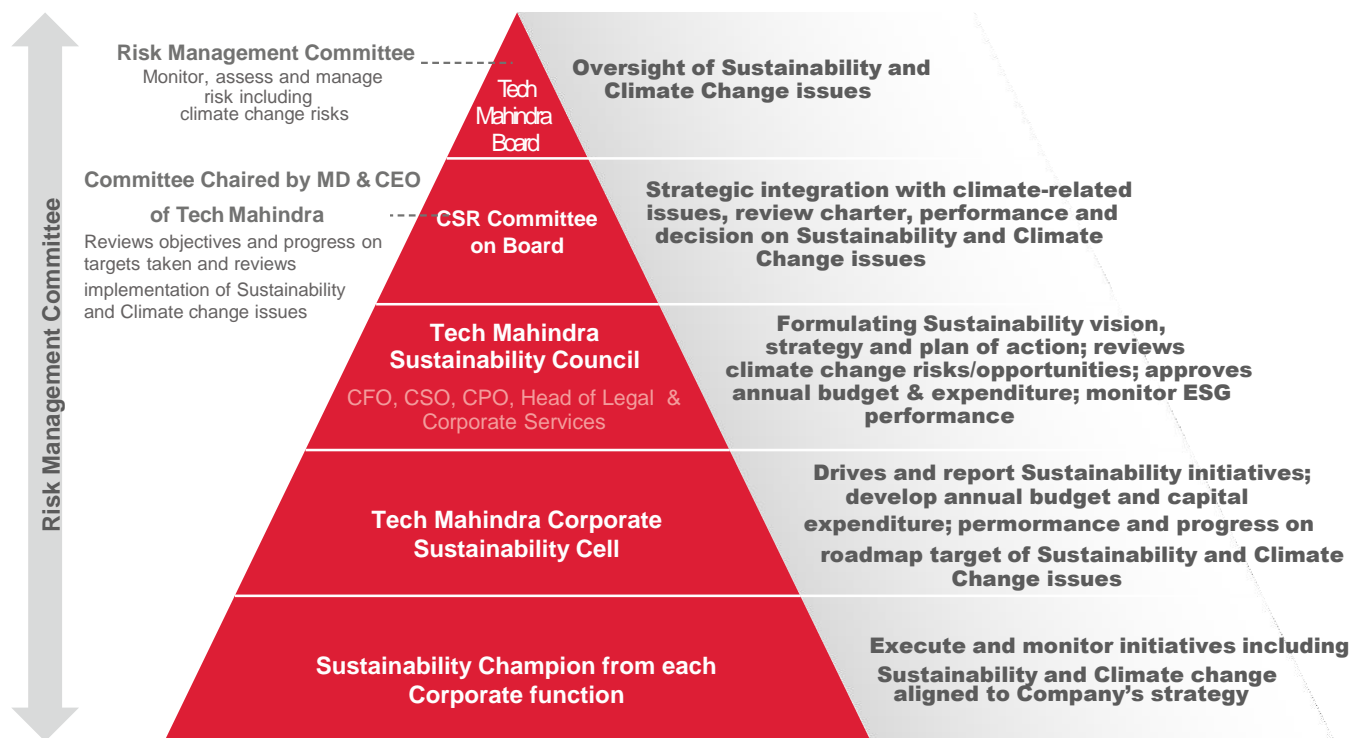 Risk Management Committee
Risk Management Committee
Monitor, assess and manage
risk including
climate change risks
Tech
Mahindra
Board
Oversight of Sustainability and
Climate Change issues
Committee Chaired by MD & CEO
of Tech Mahindra
Reviews objectives and progress on
targets taken and reviews
implementation of Sustainability
and Climate change issues
CSR Committee
on Board
Strategic integration with climate-related
issues, review charter, performance and
decision on Sustainability and Climate
Change issues
Tech Mahindra
Sustainability Council
CFO, CSO, CPO, Head of Legal &
Corporate Services
Formulating Sustainability vision,
strategy and plan of action; reviews
climate change risks/opportunities; approves
annual budget & expenditure; monitor ESG
performance
Tech Mahindra Corporate
Sustainability Cell
Drives and report Sustainability initiatives;
develop annual budget and capital
expenditure; permormance and progress on
roadmap target of Sustainability and Climate
Change issues
Sustainability Champion from each
Corporate function
Execute and monitor initiatives including
Sustainability and Climate change
aligned to Company's strategy